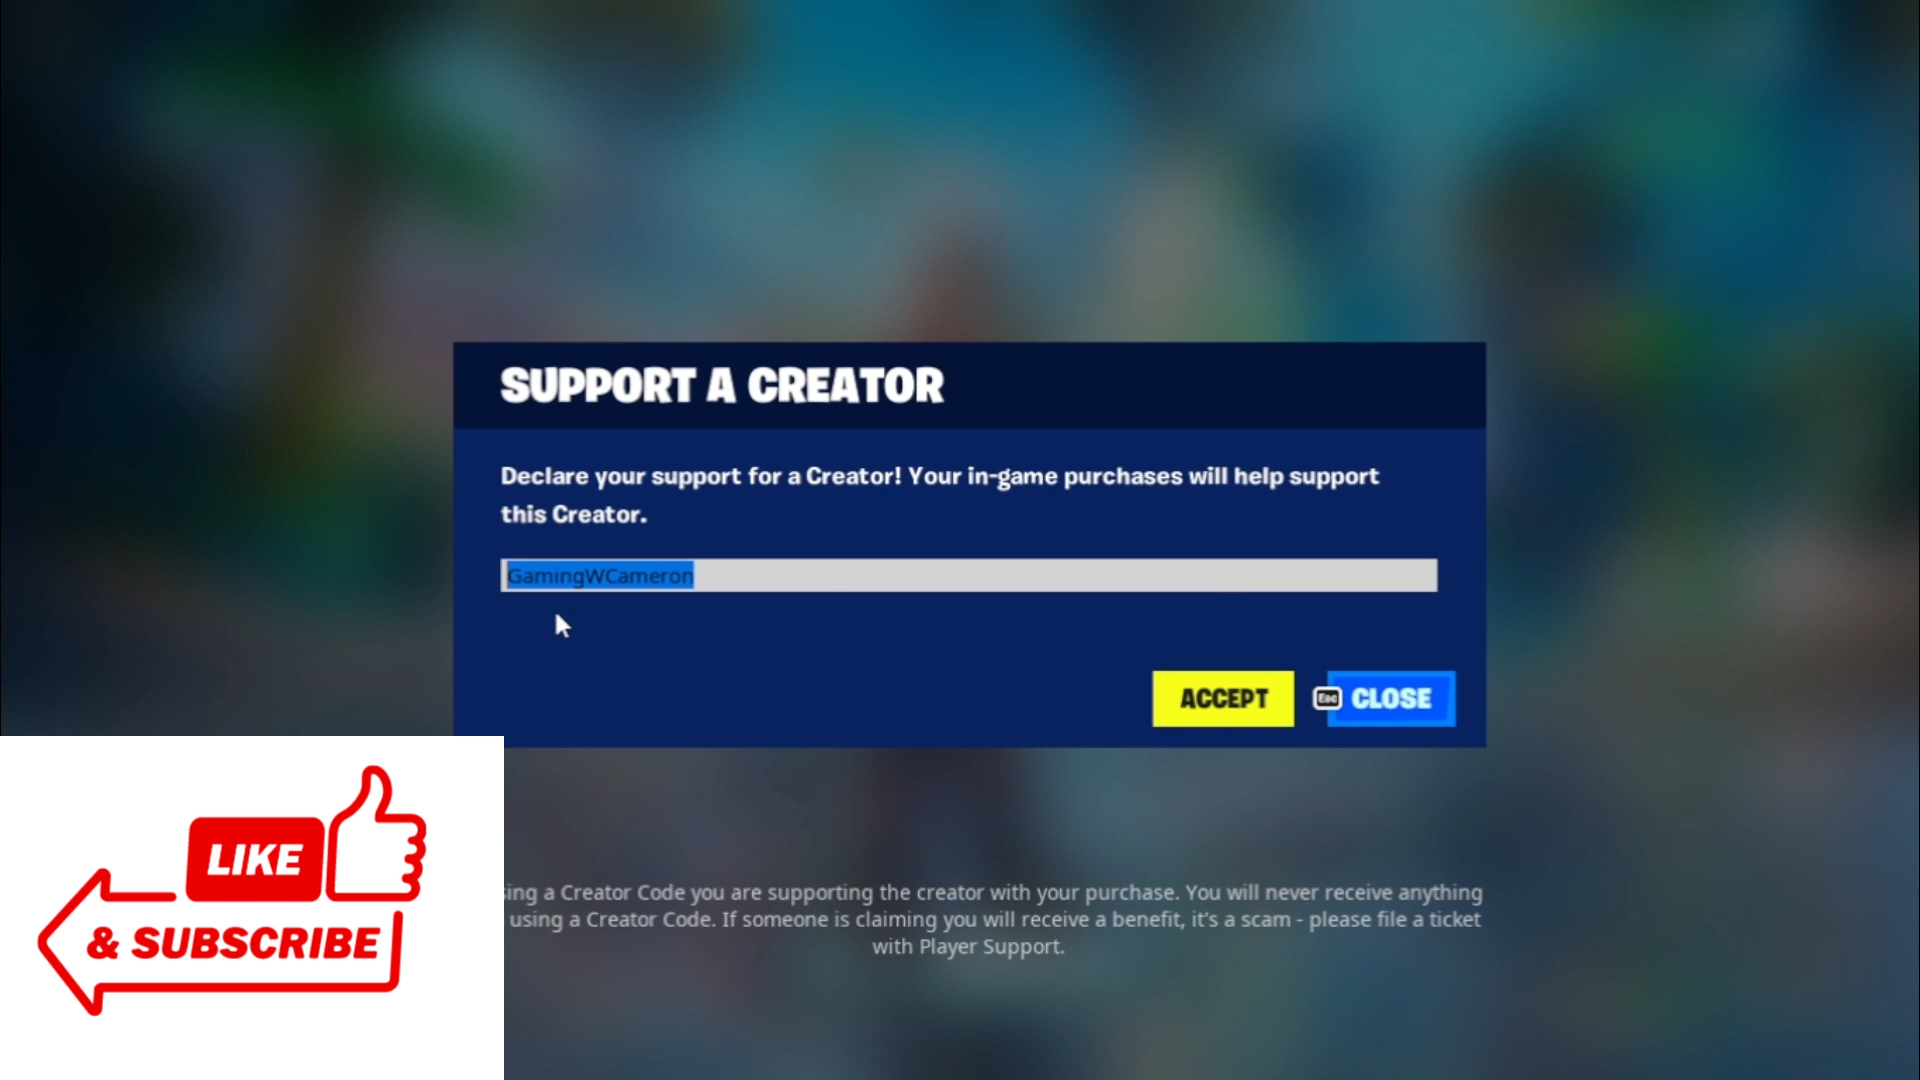 SUPPORT A CREATOR
Declare your support for a Creator! Your in-game purchases will help support
this Creator.
GamingWCameron
ACCEPT
Esc CLOSE
LIKE
& SUBSCRIBE
a Creator Code you are supporting the creator with your purchase. You will never receive anything
using a Creator Code. If someone is claiming you will receive a benefit, it's a scam - please file a ticket
with Player Support.